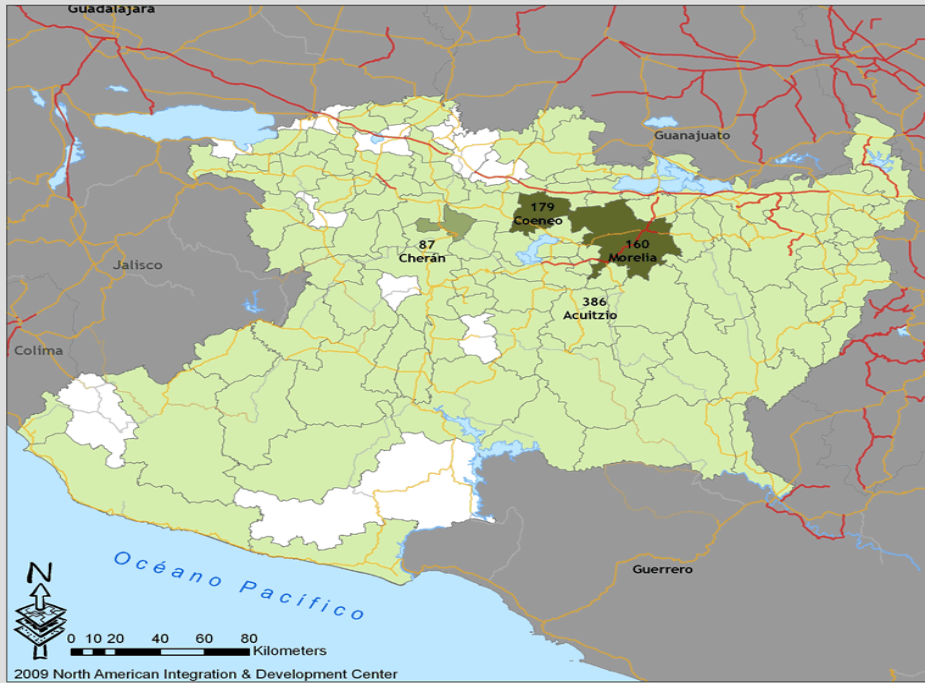 Guadalajara
Guanajuato
179
Coeneo
87
Cherán
160
Morelia
Jalisco
386
Acuitzio
Colima
Océano Pacífico
Guerrero
N
0 10 20 40 60 80
Kilometers
2009 North American Integration & Development Center